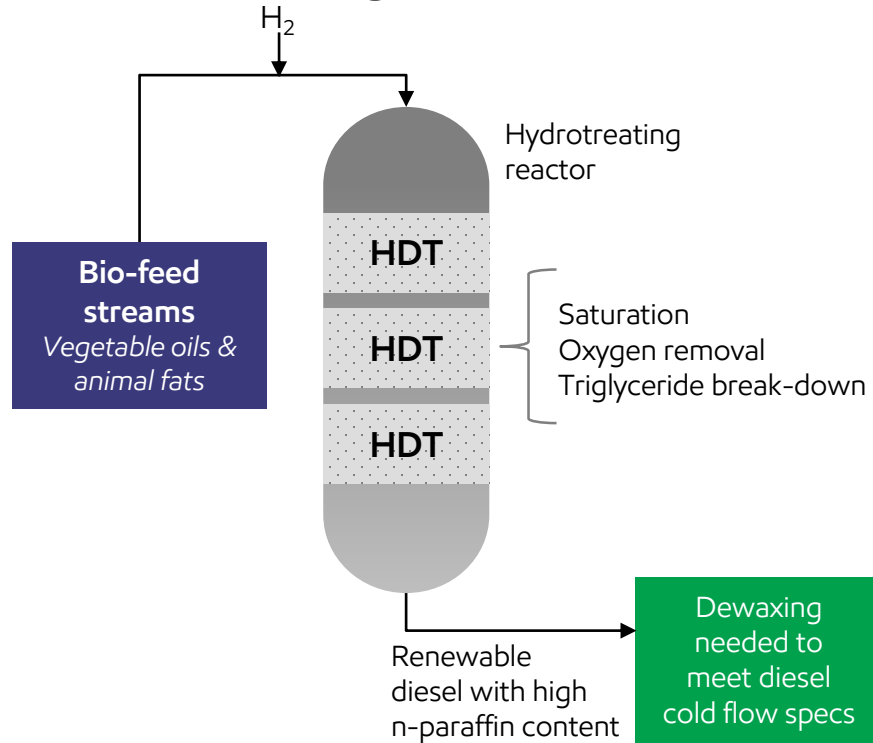 H₂
Hydrotreating
reactor
Bio-feed
streams
Vegetable oils &
animal fats
HDT
HDT
HDT
Saturation
Oxygen removal
Triglyceride break-down
Renewable
diesel with high
n-paraffin content
Dewaxing
needed to
meet diesel
cold flow specs